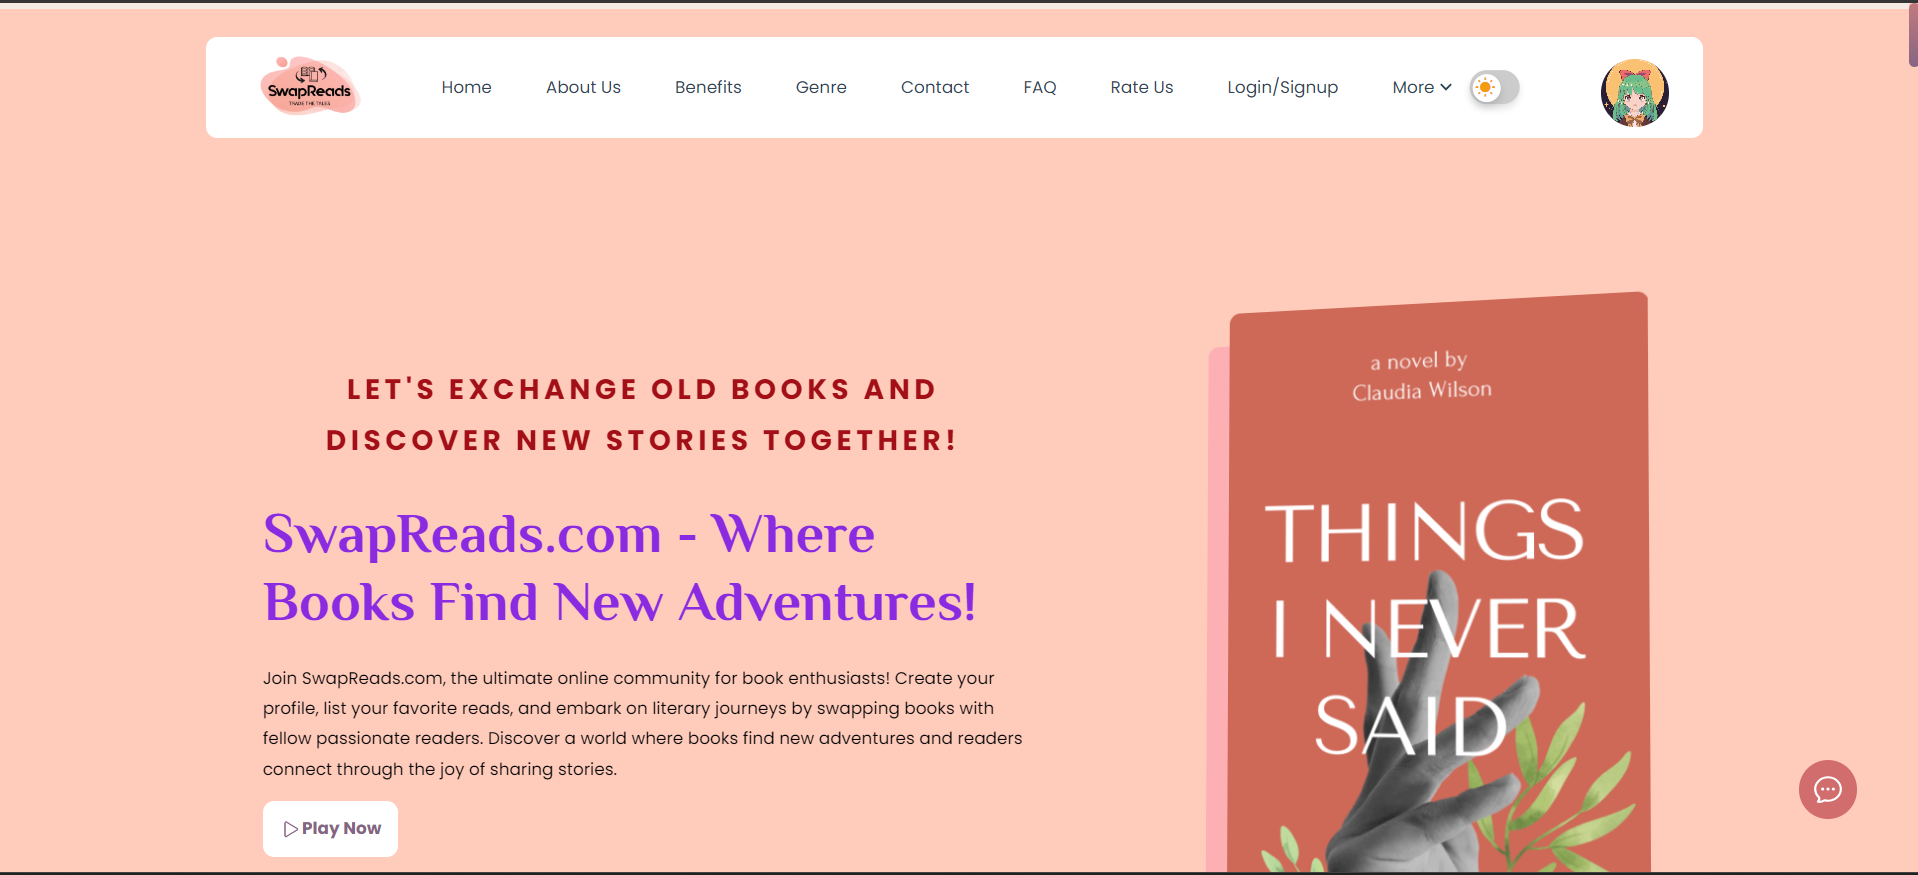 SwapReads
TRADE THE TALES
Home
About Us
Benefits
Genre
Contact
FAQ
Rate Us
Login/Signup
More
LET'S EXCHANGE OLD BOOKS AND
DISCOVER NEW STORIES TOGETHER!
SwapReads.com - Where
Books Find New Adventures!
Join SwapReads.com, the ultimate online community for book enthusiasts! Create your
profile, list your favorite reads, and embark on literary journeys by swapping books with
fellow passionate readers. Discover a world where books find new adventures and readers
connect through the joy of sharing stories.
Play Now
a novel by
Claudia Wilson
THINGS
I NEVER
SAID